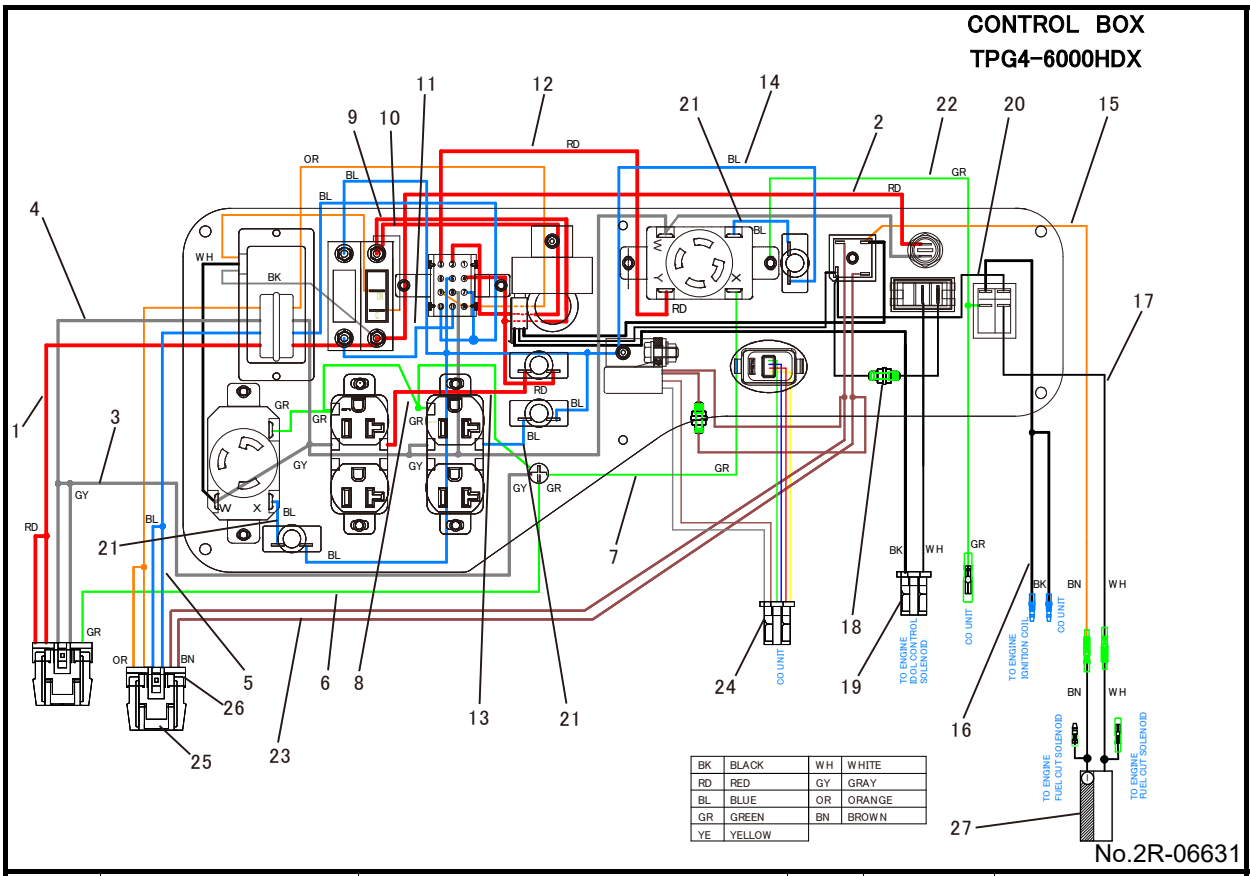 CONTROL BOX
TPG4-6000HDX
11
12
14
21
22
20
15
9
10
2
RD
OR
BL
BL
BL
GR
RD
4
WH
BK
BL
W
Y
X
RD
17
1
3
GR
GR
GR
RD
BL
GY
GY
GY
GR
GR
18
GY
RD
BL
21
W
X
BL
BL
7
BK
WH
GR
BK
BN
WH
16
GR
OR
BN
5
26
25
23
6
8
13
21
24
CO UNIT
19
TO ENGINE
IDOL CONTROL
SOLENOID
CO UNIT
TO ENGINE
IGNITION COIL
CO UNIT
BN
WH
TO ENGINE
FUEL CUT SOLENOID
TO ENGINE
FUEL CUT SOLENOID
27
BK BLACK WH WHITE
RD RED GY GRAY
BL BLUE OR ORANGE
GR GREEN BN BROWN
YE YELLOW
No.2R-06631